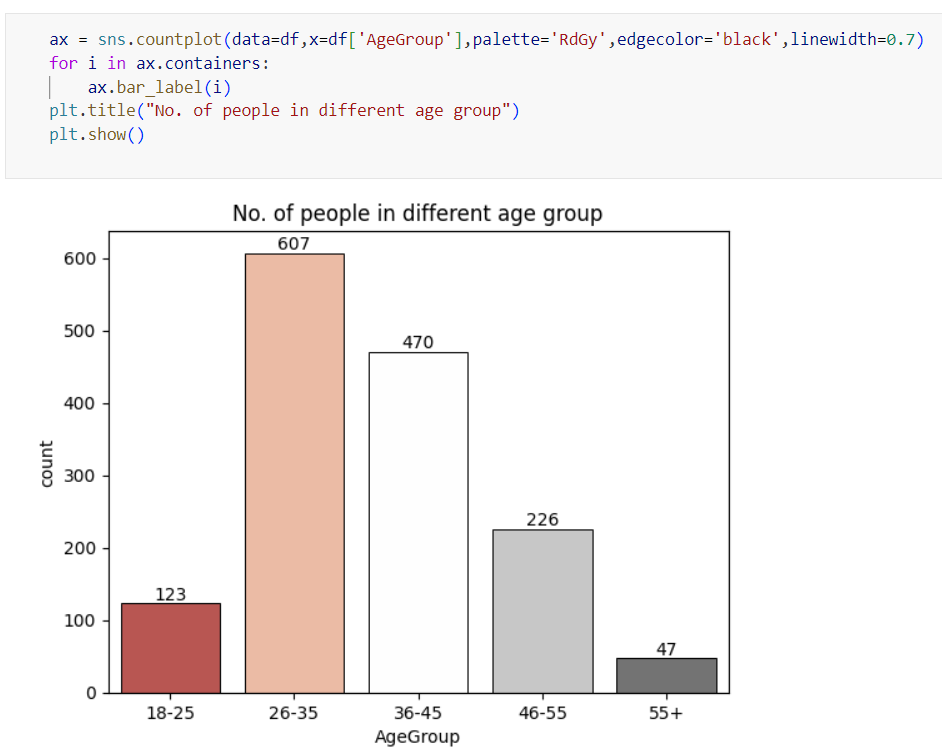 ax = sns.countplot(data=df,x=df['AgeGroup'],palette='RdGy',edgecolor='black',linewidth=0.7)
for i in ax.containers:
    ax.bar_label(i)
plt.title("No. of people in different age group")
plt.show()
No. of people in different age group
607
600
500
470
400
count
300
226
200
123
100
47
0
18-25 26-35 36-45 46-55 55+
AgeGroup